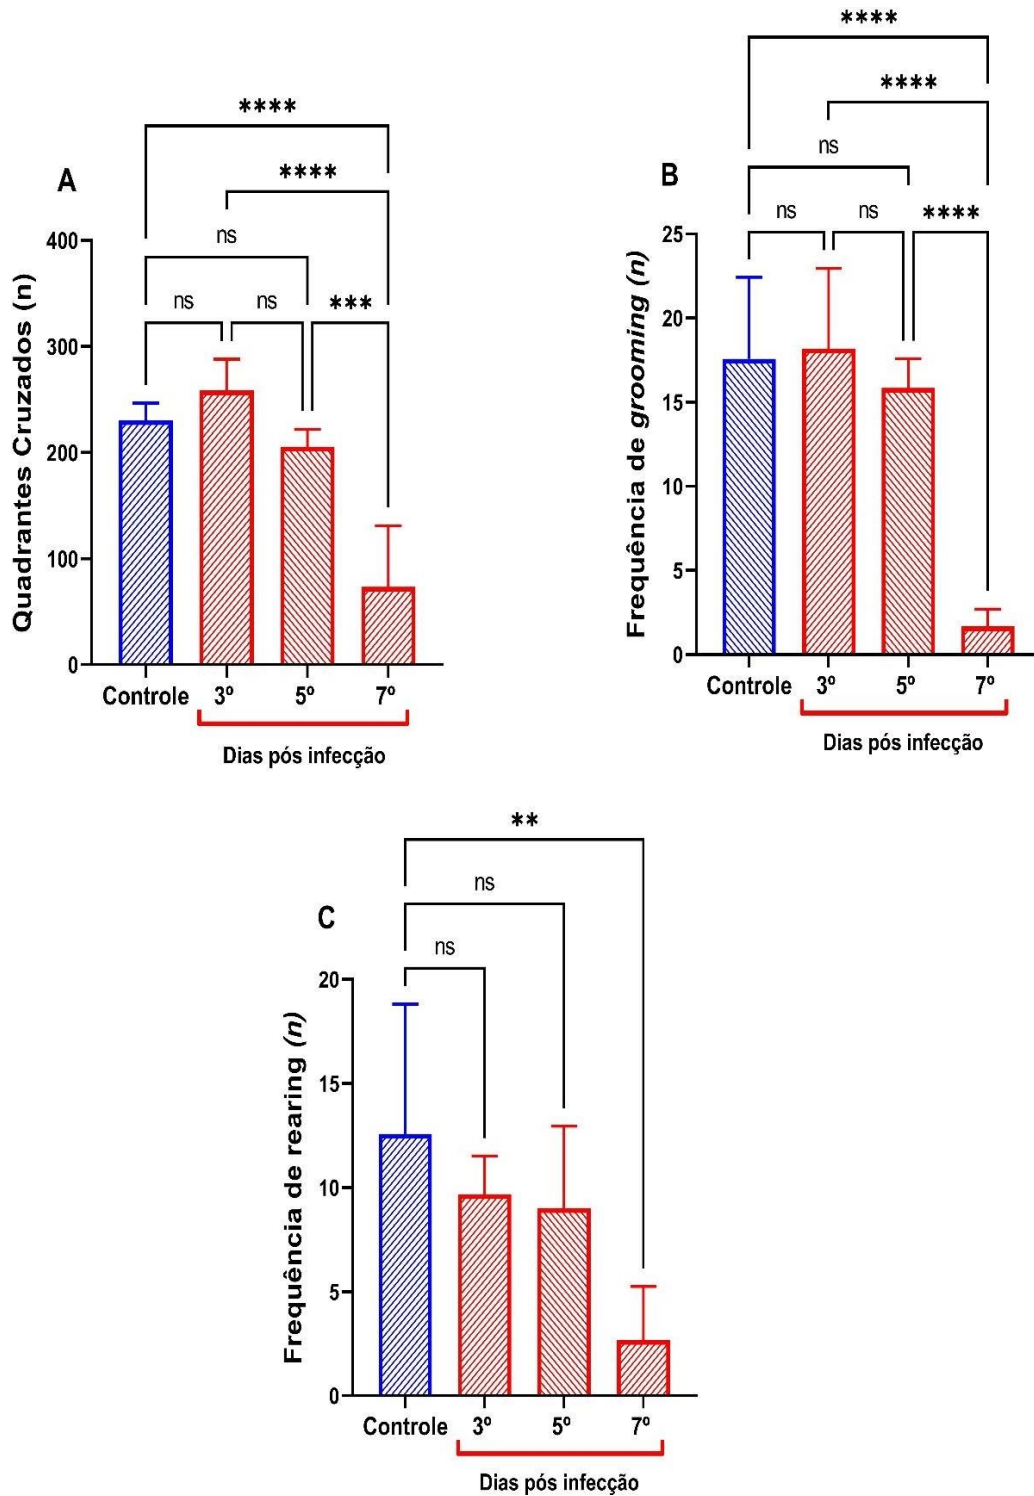 A
****
****
ns
ns
ns
***
Quadrantes Cruzados (n)
400
300
200
100
0
Controle
3º
5º
7º
Dias pós infecção
B
****
****
ns
ns
ns
****
Frequência de grooming (n)
25
20
15
10
5
0
Controle
3º
5º
7º
Dias pós infecção
C
**
ns
ns
Frequência de rearing (n)
20
15
10
5
0
Controle
3º
5º
7º
Dias pós infecção